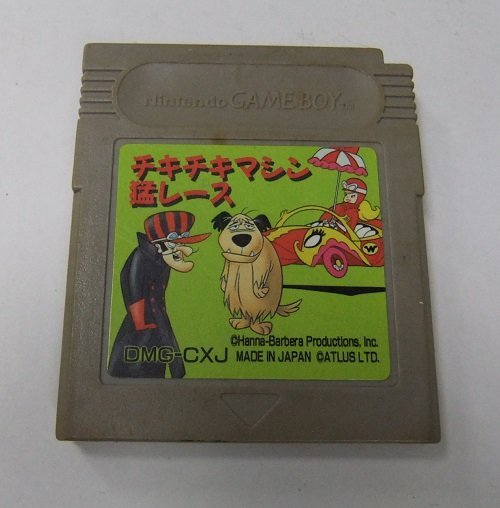 Nintendo GAME BOY TM
チキチキマシン
猛レース
W
©Hanna-Barbera Productions, Inc.
DMG-CXJ MADE IN JAPAN ©ATLUS LTD.